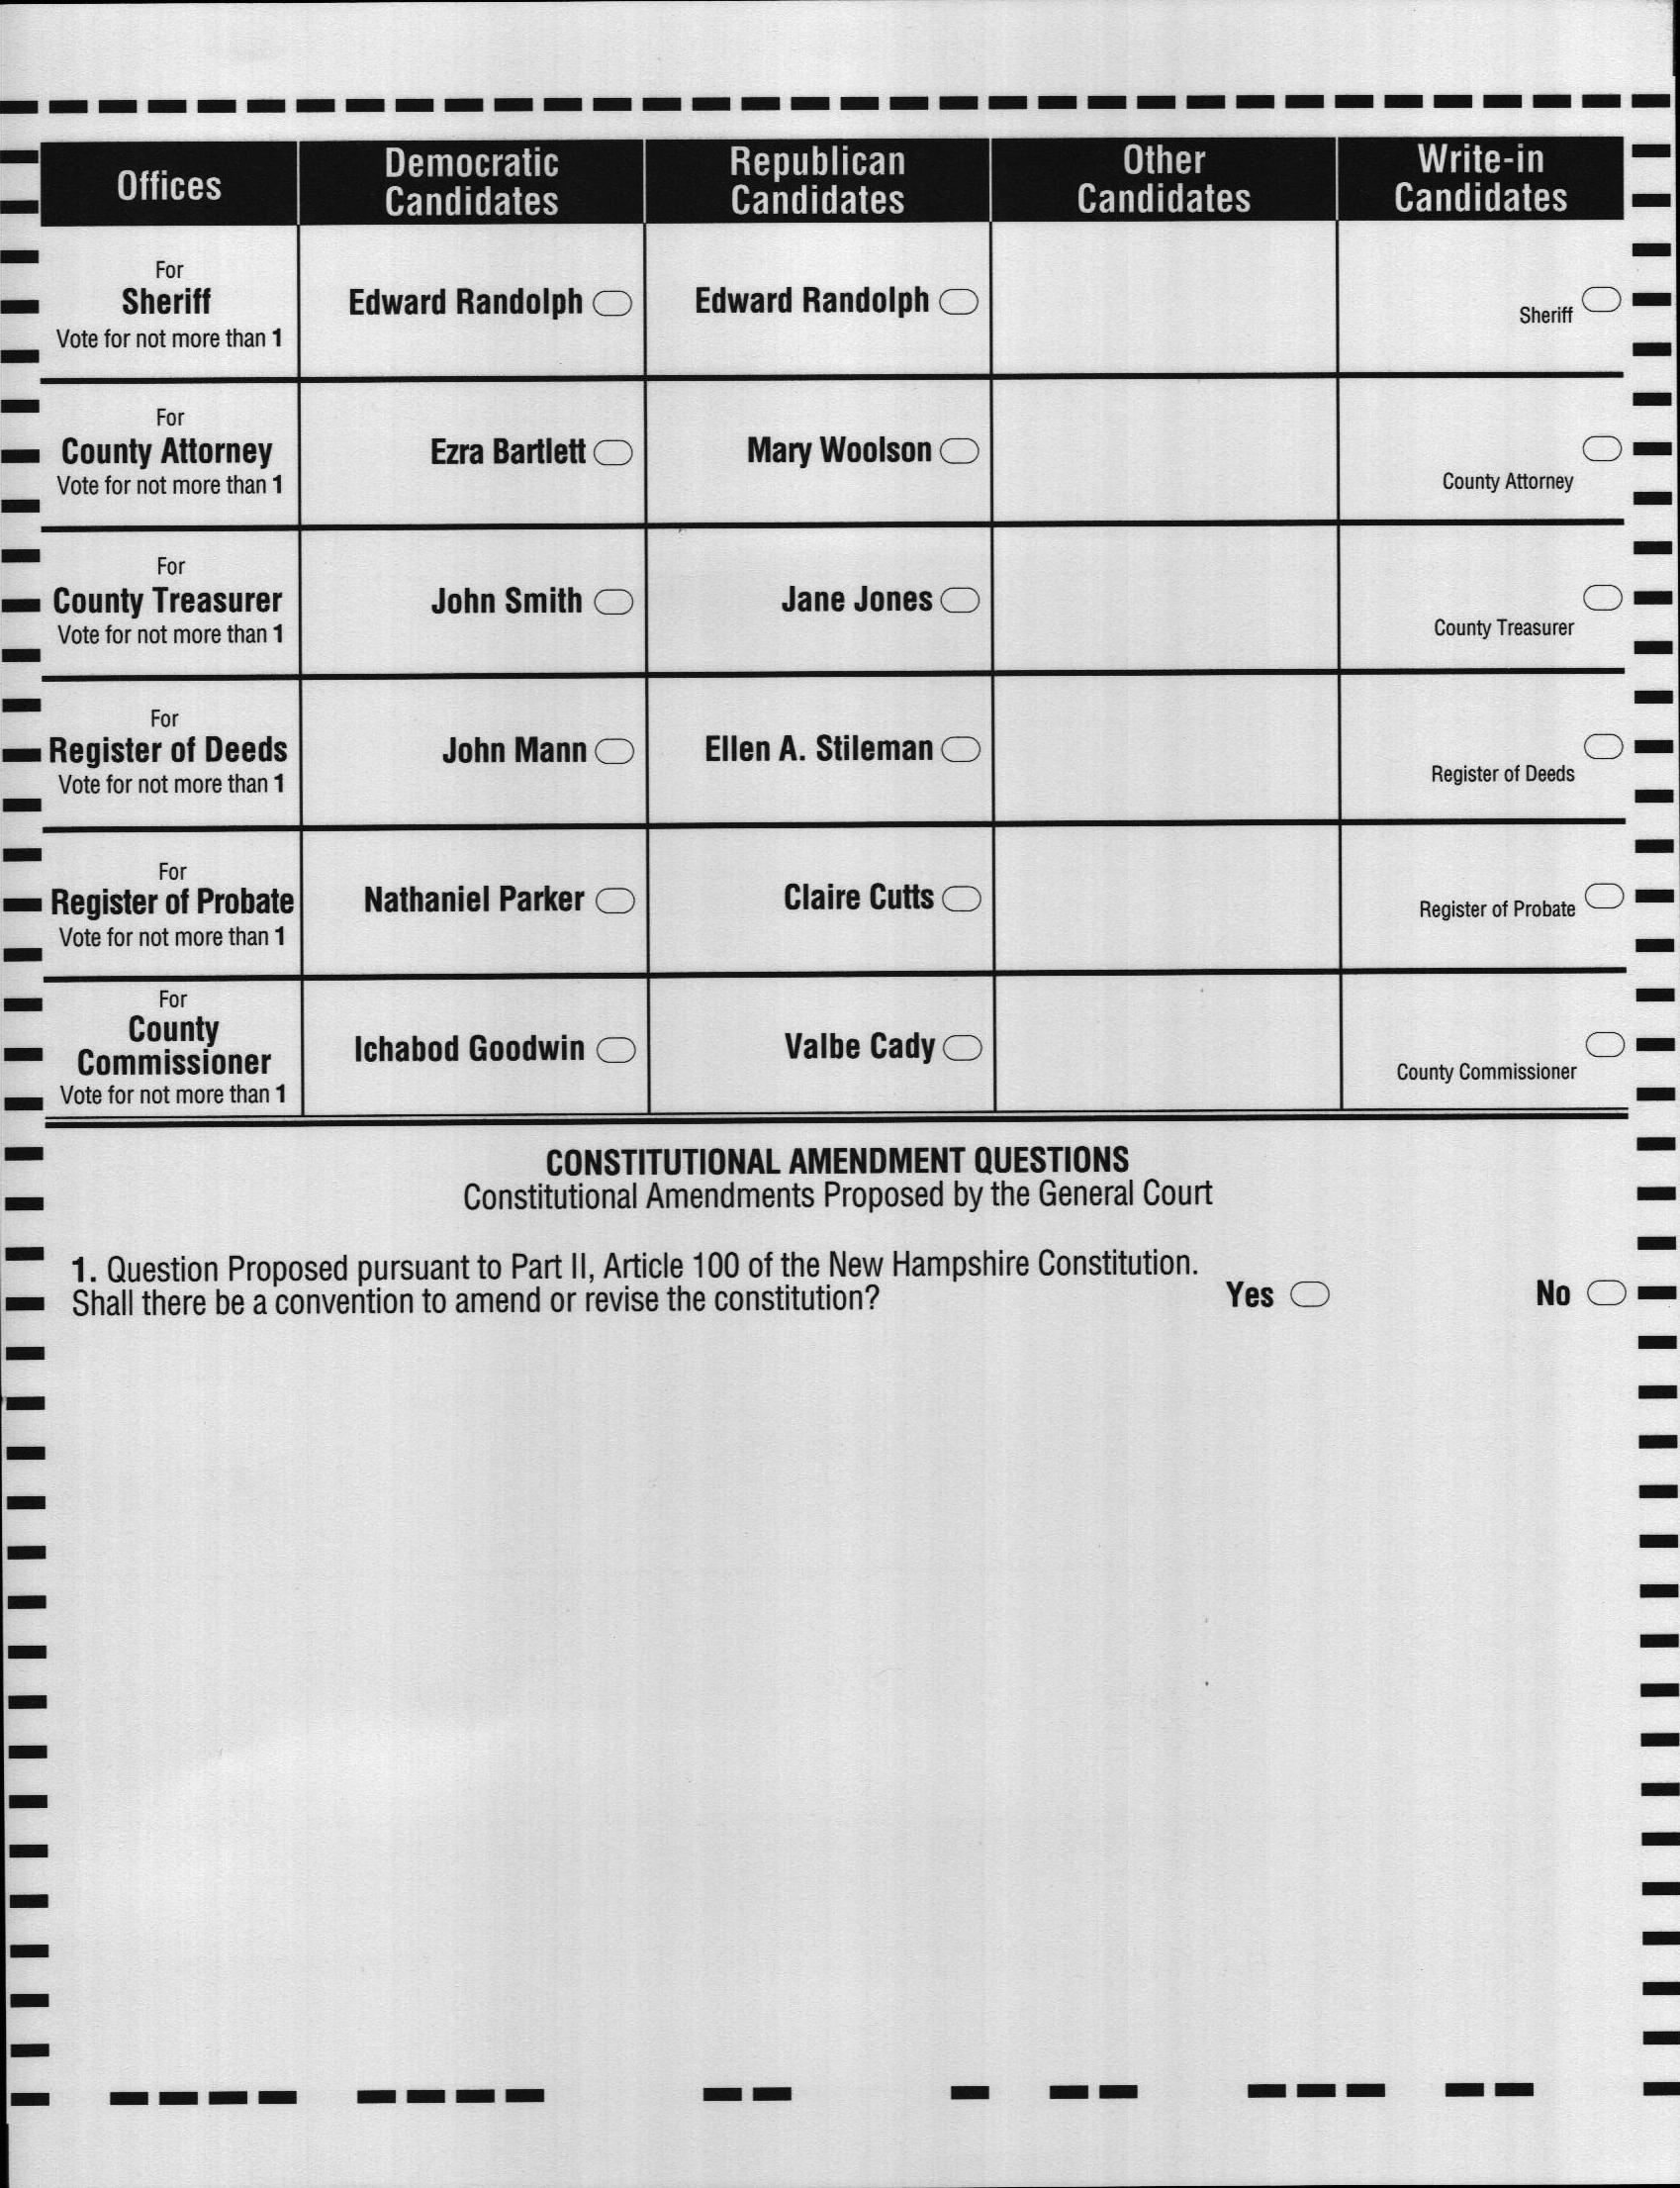 Offices
Democratic
Candidates
Republican
Candidates
Other
Candidates
Write-in
Candidates
For
Sheriff
Vote for not more than 1
Edward Randolph
Edward Randolph
Sheriff
For
County Attorney
Vote for not more than 1
Ezra Bartlett
Mary Woolson
County Attorney
For
County Treasurer
Vote for not more than 1
John Smith
Jane Jones
County Treasurer
For
Register of Deeds
Vote for not more than 1
John Mann
Ellen A. Stileman
Register of Deeds
For
Register of Probate
Vote for not more than 1
Nathaniel Parker
Claire Cutts
Register of Probate
For
County
Commissioner
Vote for not more than 1
Ichabod Goodwin
Valbe Cady
County Commissioner
CONSTITUTIONAL AMENDMENT QUESTIONS
Constitutional Amendments Proposed by the General Court
1. Question Proposed pursuant to Part II, Article 100 of the New Hampshire Constitution.
Shall there be a convention to amend or revise the constitution? Yes No